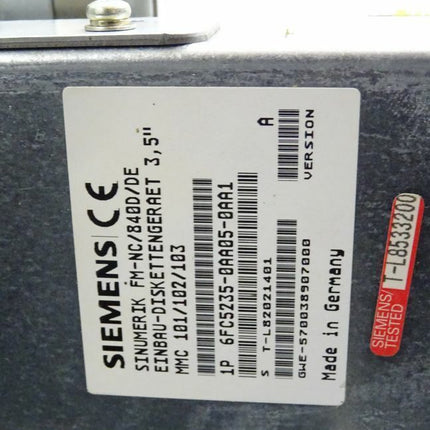 SIEMENS CE
SINUMERIK FM-NC/840D/DE
EINBAU-DISKETTENGERAET 3,5"
MMC 101/102/103
1P 6FC5235-0AA05-0AA1
S T-L82021401
GWE-570038907000
Made in Germany
A
VERSION
SIEMENS/
TESTED
T-L8533200